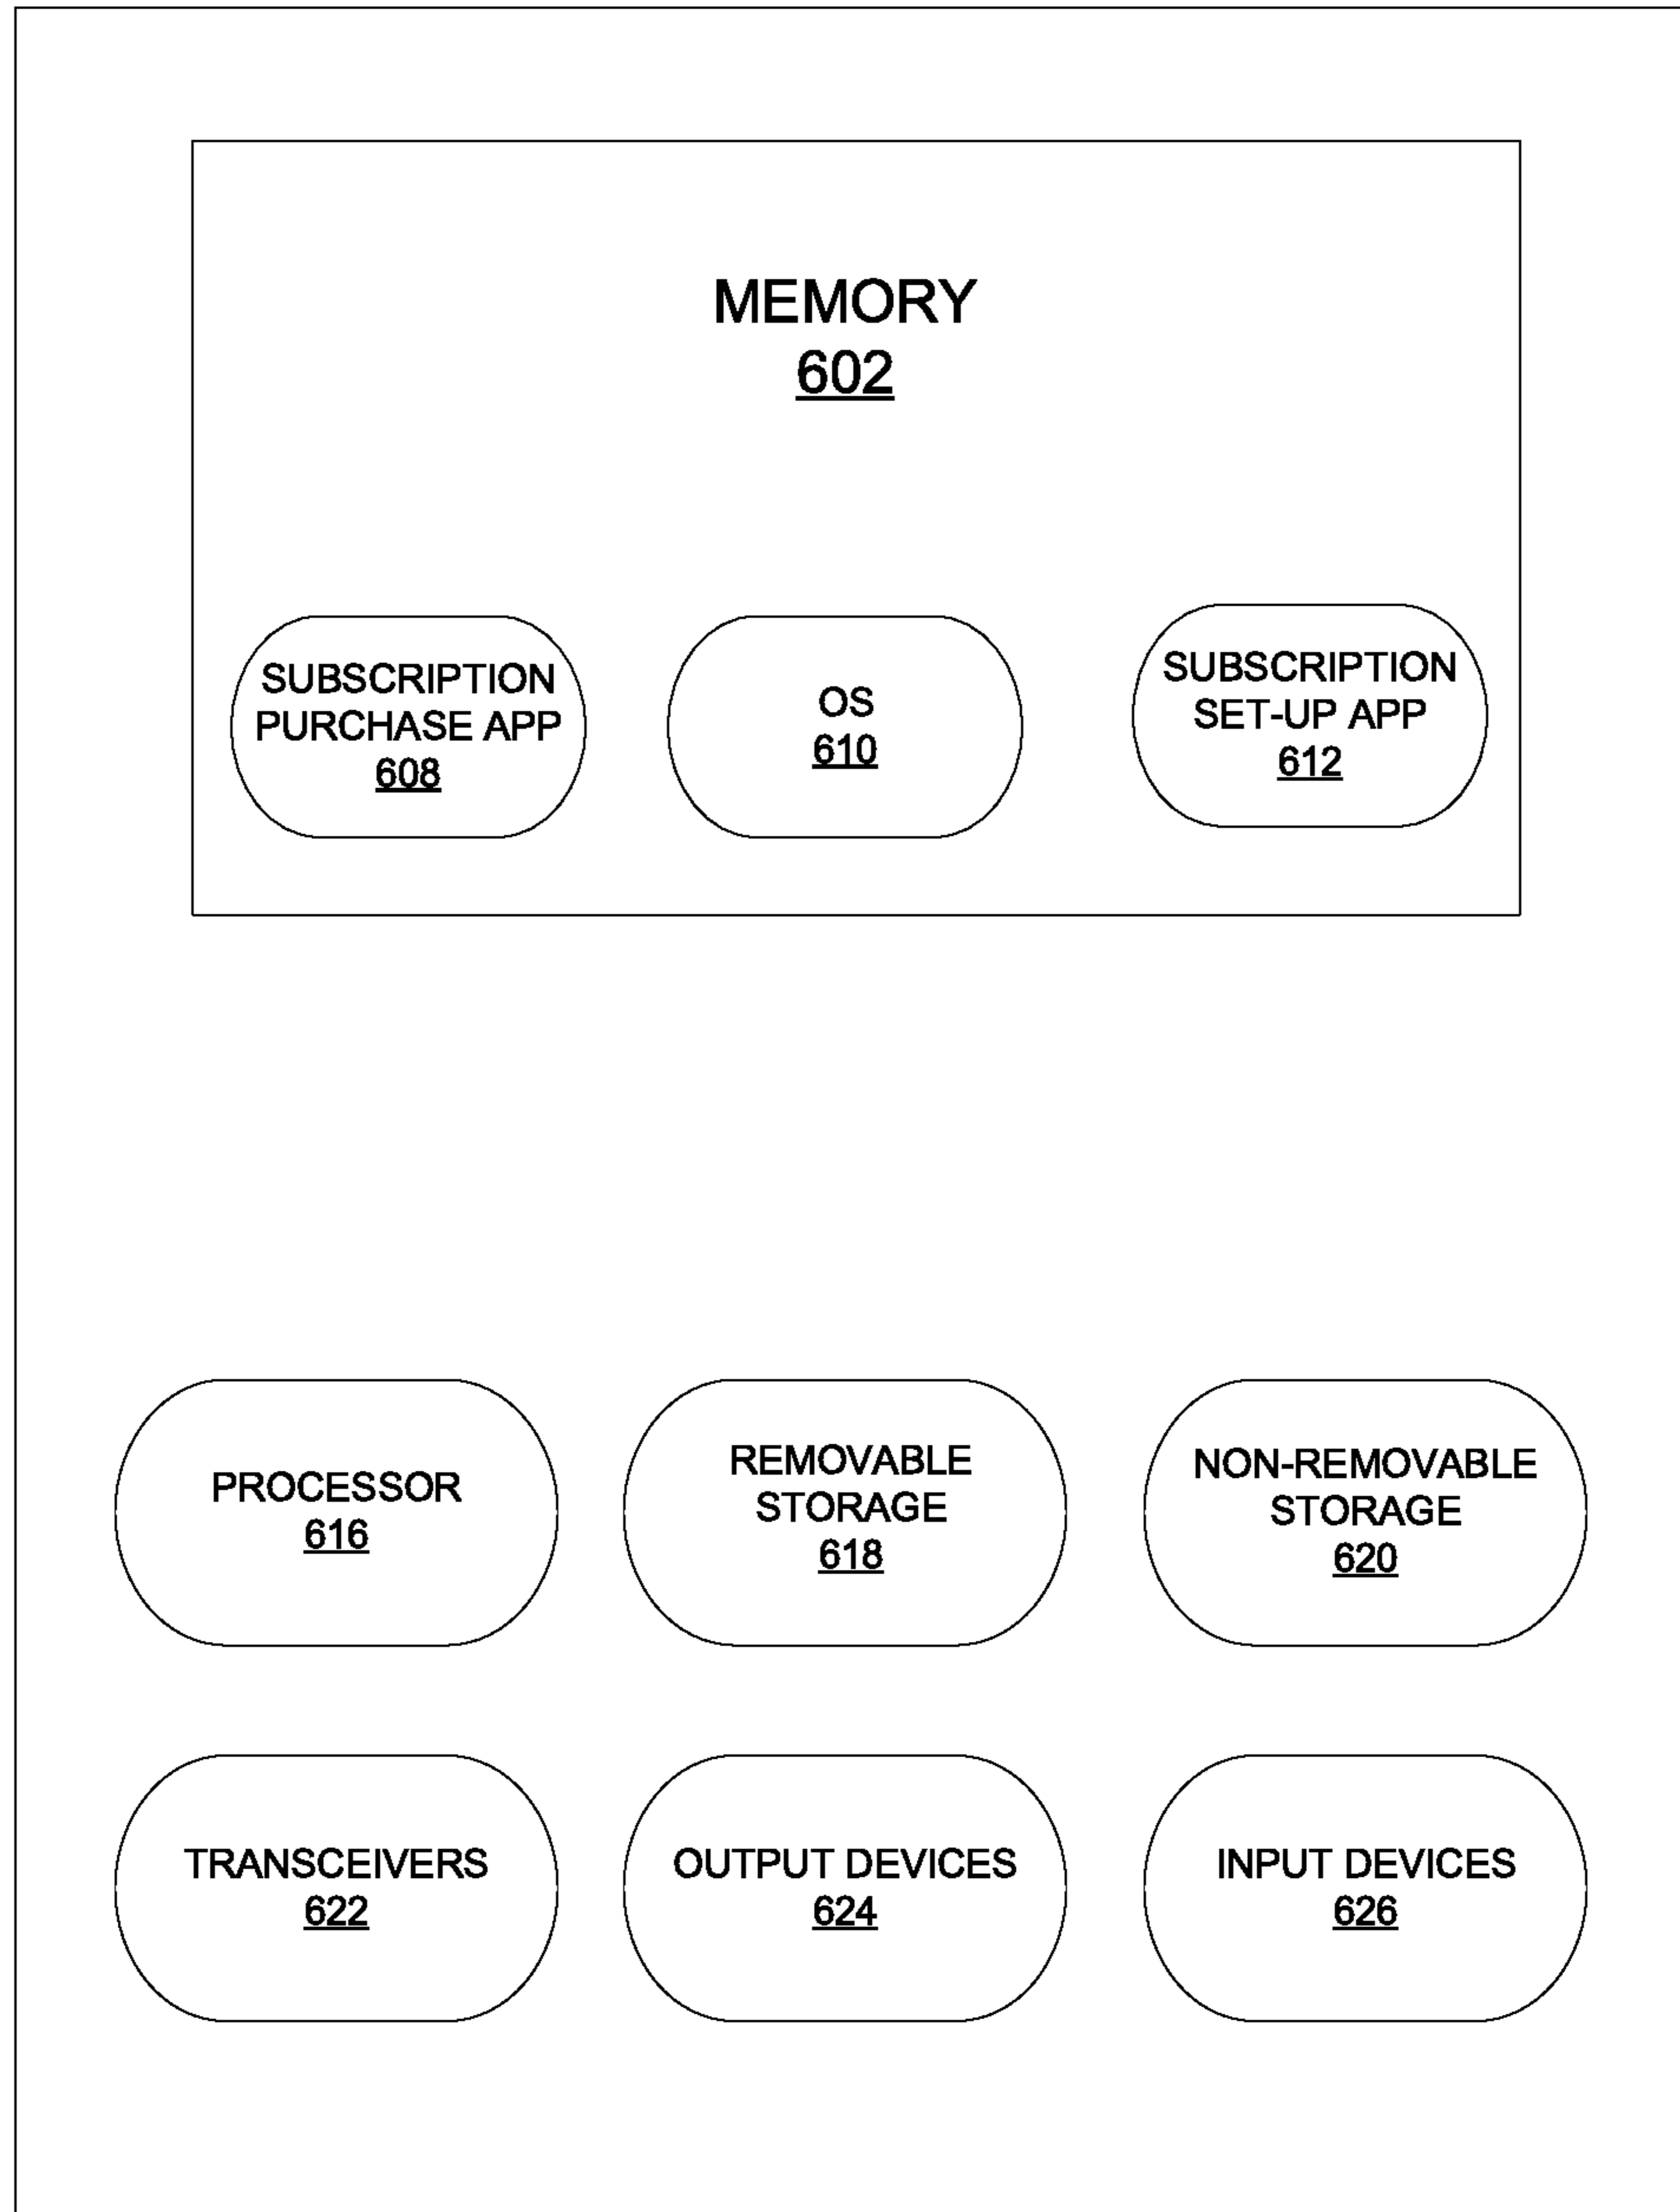 MEMORY
602
SUBSCRIPTION
PURCHASE APP
608
OS
610
SUBSCRIPTION
SET-UP APP
612
PROCESSOR
616
REMOVABLE
STORAGE
618
NON-REMOVABLE
STORAGE
620
TRANSCEIVERS
622
OUTPUT DEVICES
624
INPUT DEVICES
626